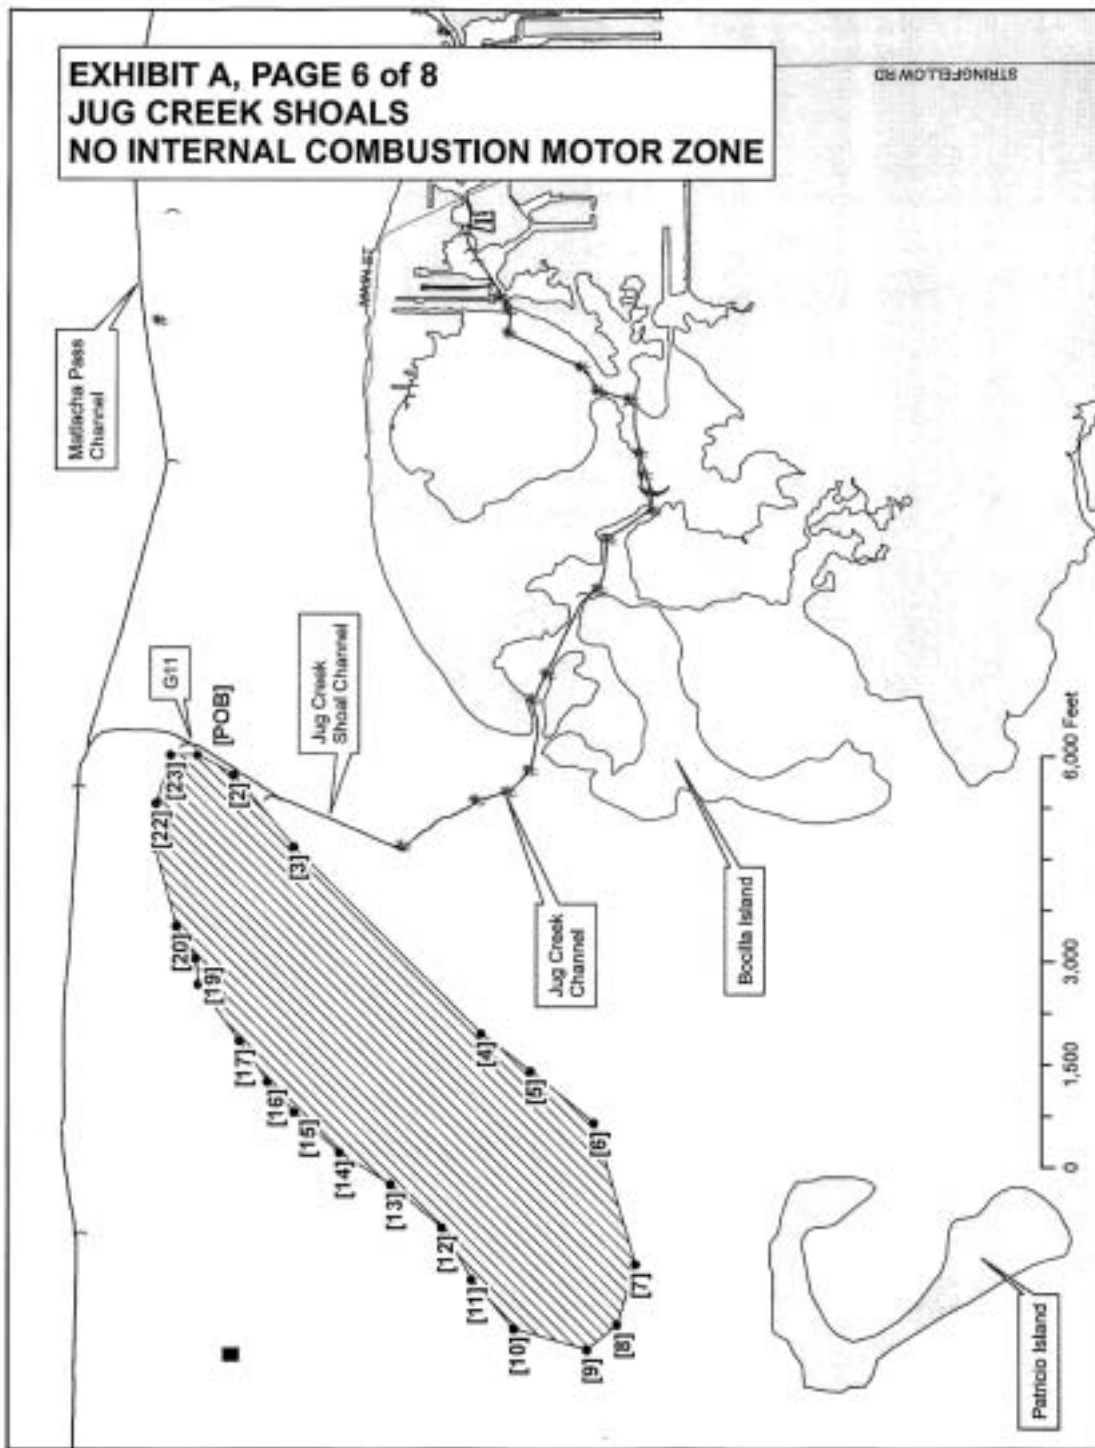 EXHIBIT A, PAGE 6 of 8
JUG CREEK SHOALS
NO INTERNAL COMBUSTION MOTOR ZONE
STRINGFELLOW RD
MAIN ST
Matlacha Pass
Channel
G11
[POB]
Jug Creek
Shoal Channel
[2]
[3]
[4]
[5]
[6]
[7]
[8]
[9]
[10]
[11]
[12]
[13]
[14]
[15]
[16]
[17]
[19]
[20]
[22]
[23]
Jug Creek
Channel
Bocilla Island
Patricio Island
0
1,500
3,000
6,000 Feet